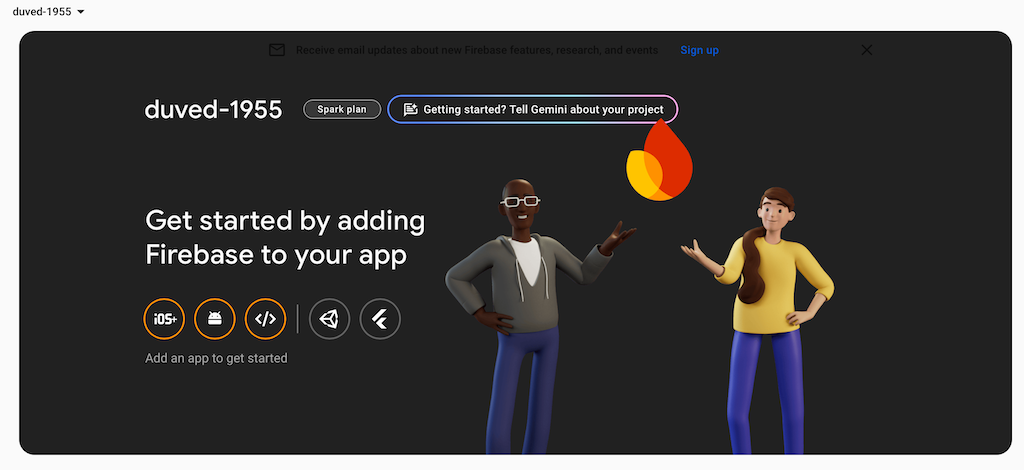 duved-1955
Receive email updates about new Firebase features, research, and events Sign up
duved-1955 Spark plan Getting started? Tell Gemini about your project
Get started by adding
Firebase to your app
iOS+
Add an app to get started